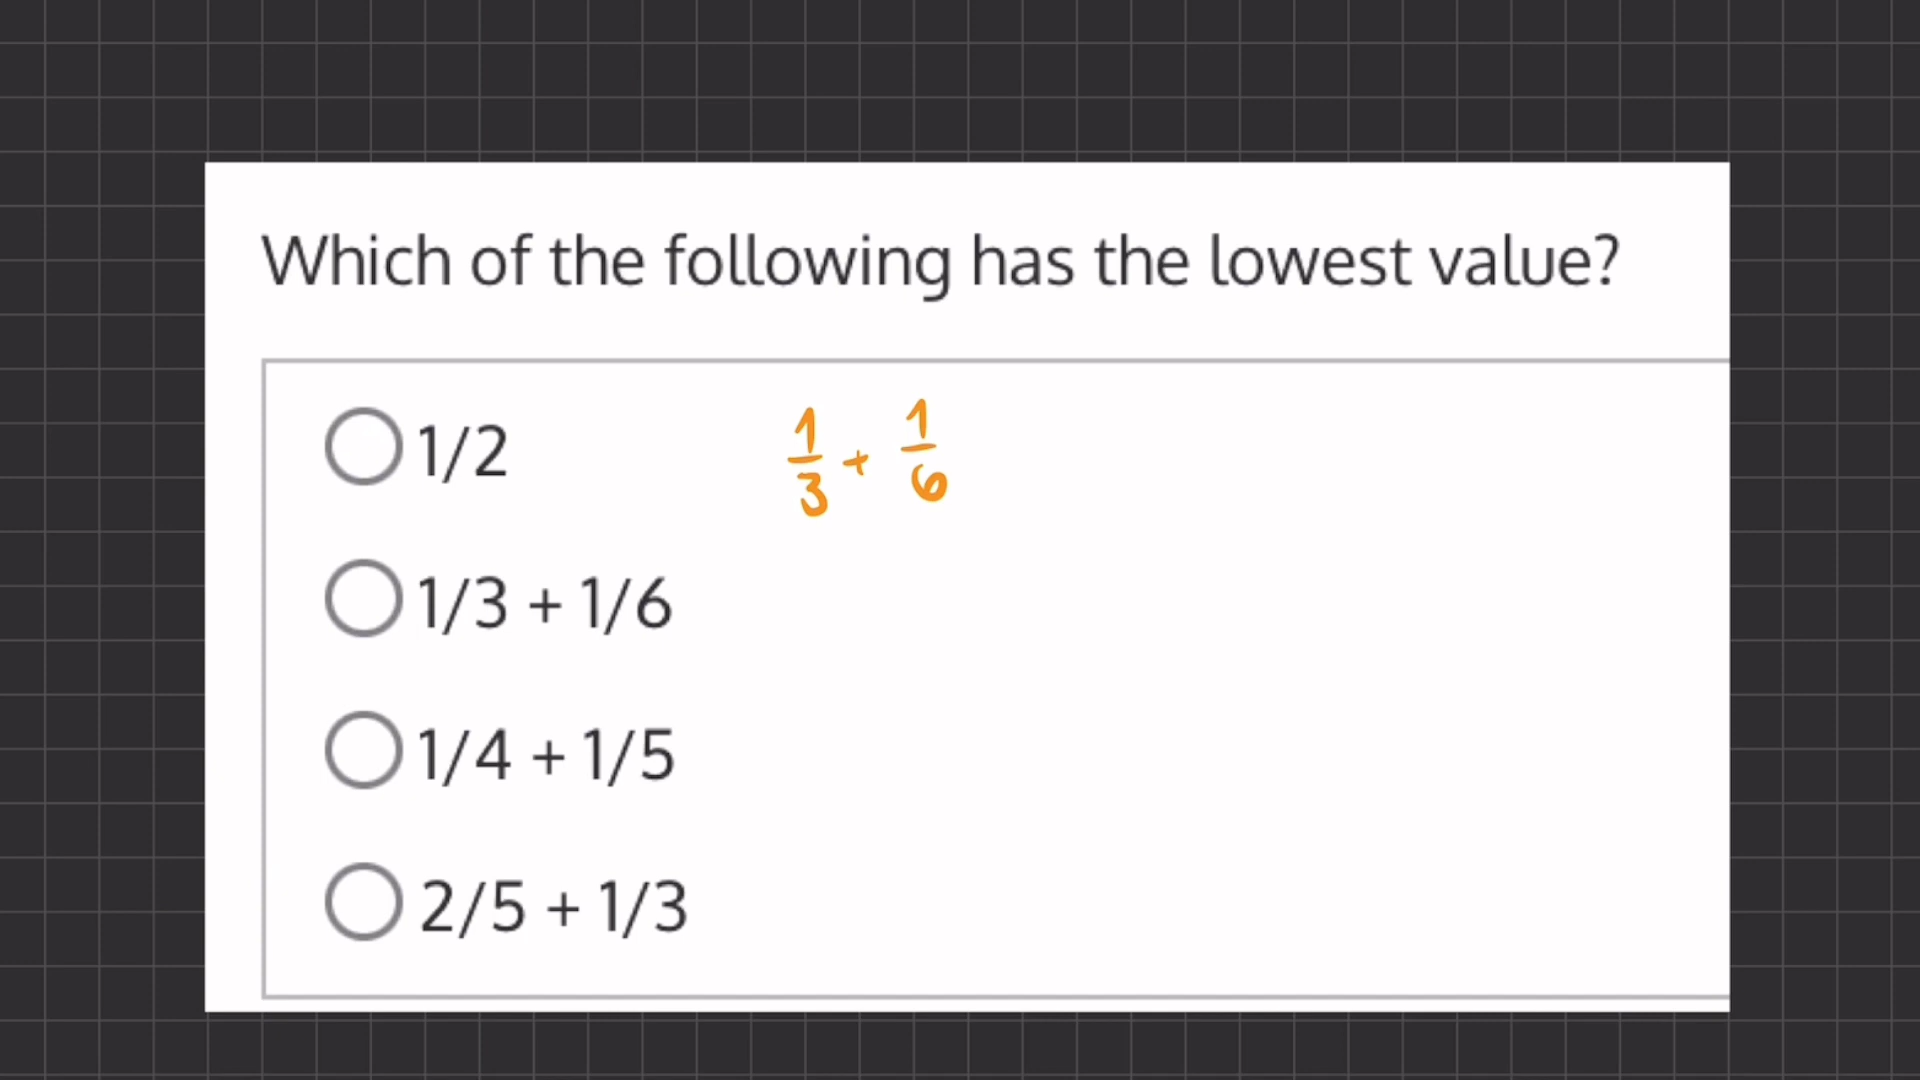 Which of the following has the lowest value?
1/2
1/3 + 1/6
1/3 + 1/6
1/4 + 1/5
2/5 + 1/3